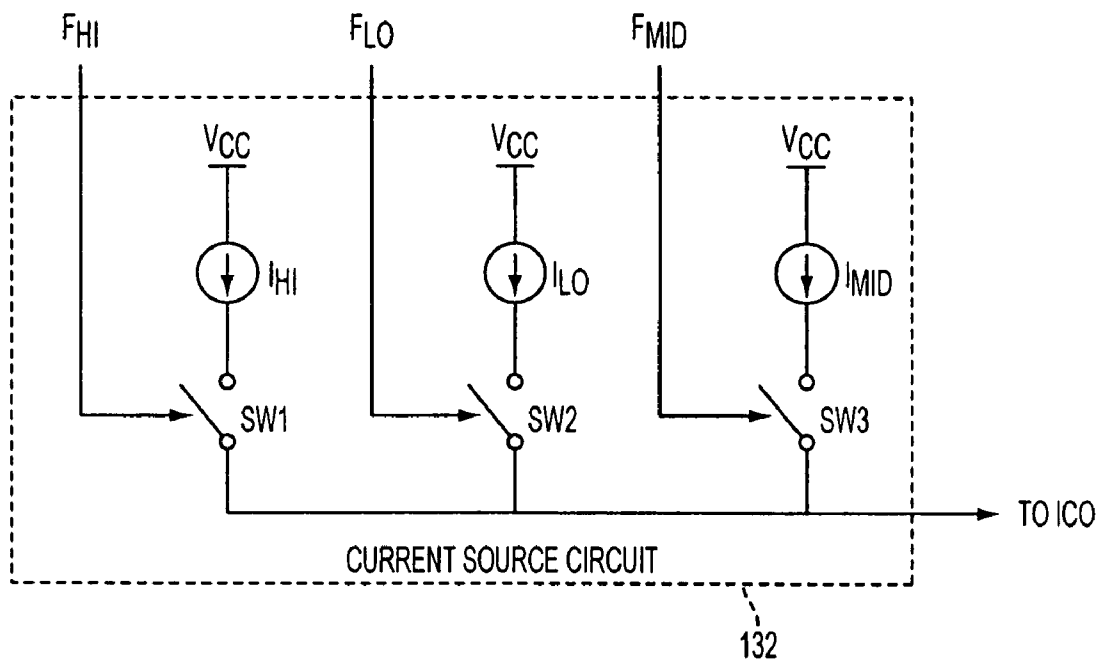 FHI FLO FMID
VCC VCC VCC
IHI ILO IMID
SW1 SW2 SW3
TO ICO
CURRENT SOURCE CIRCUIT
132